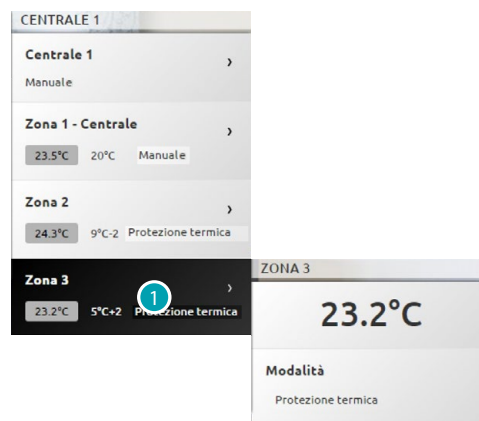 CENTRALE 1
Centrale 1
Manuale
Zona 1 - Centrale
23.5°C 20°C Manuale
Zona 2
24.3°C 9°C-2 Protezione termica
Zona 3
1
23.2°C 5°C+2 Protezione termica
ZONA 3
23.2°C
Modalità
Protezione termica